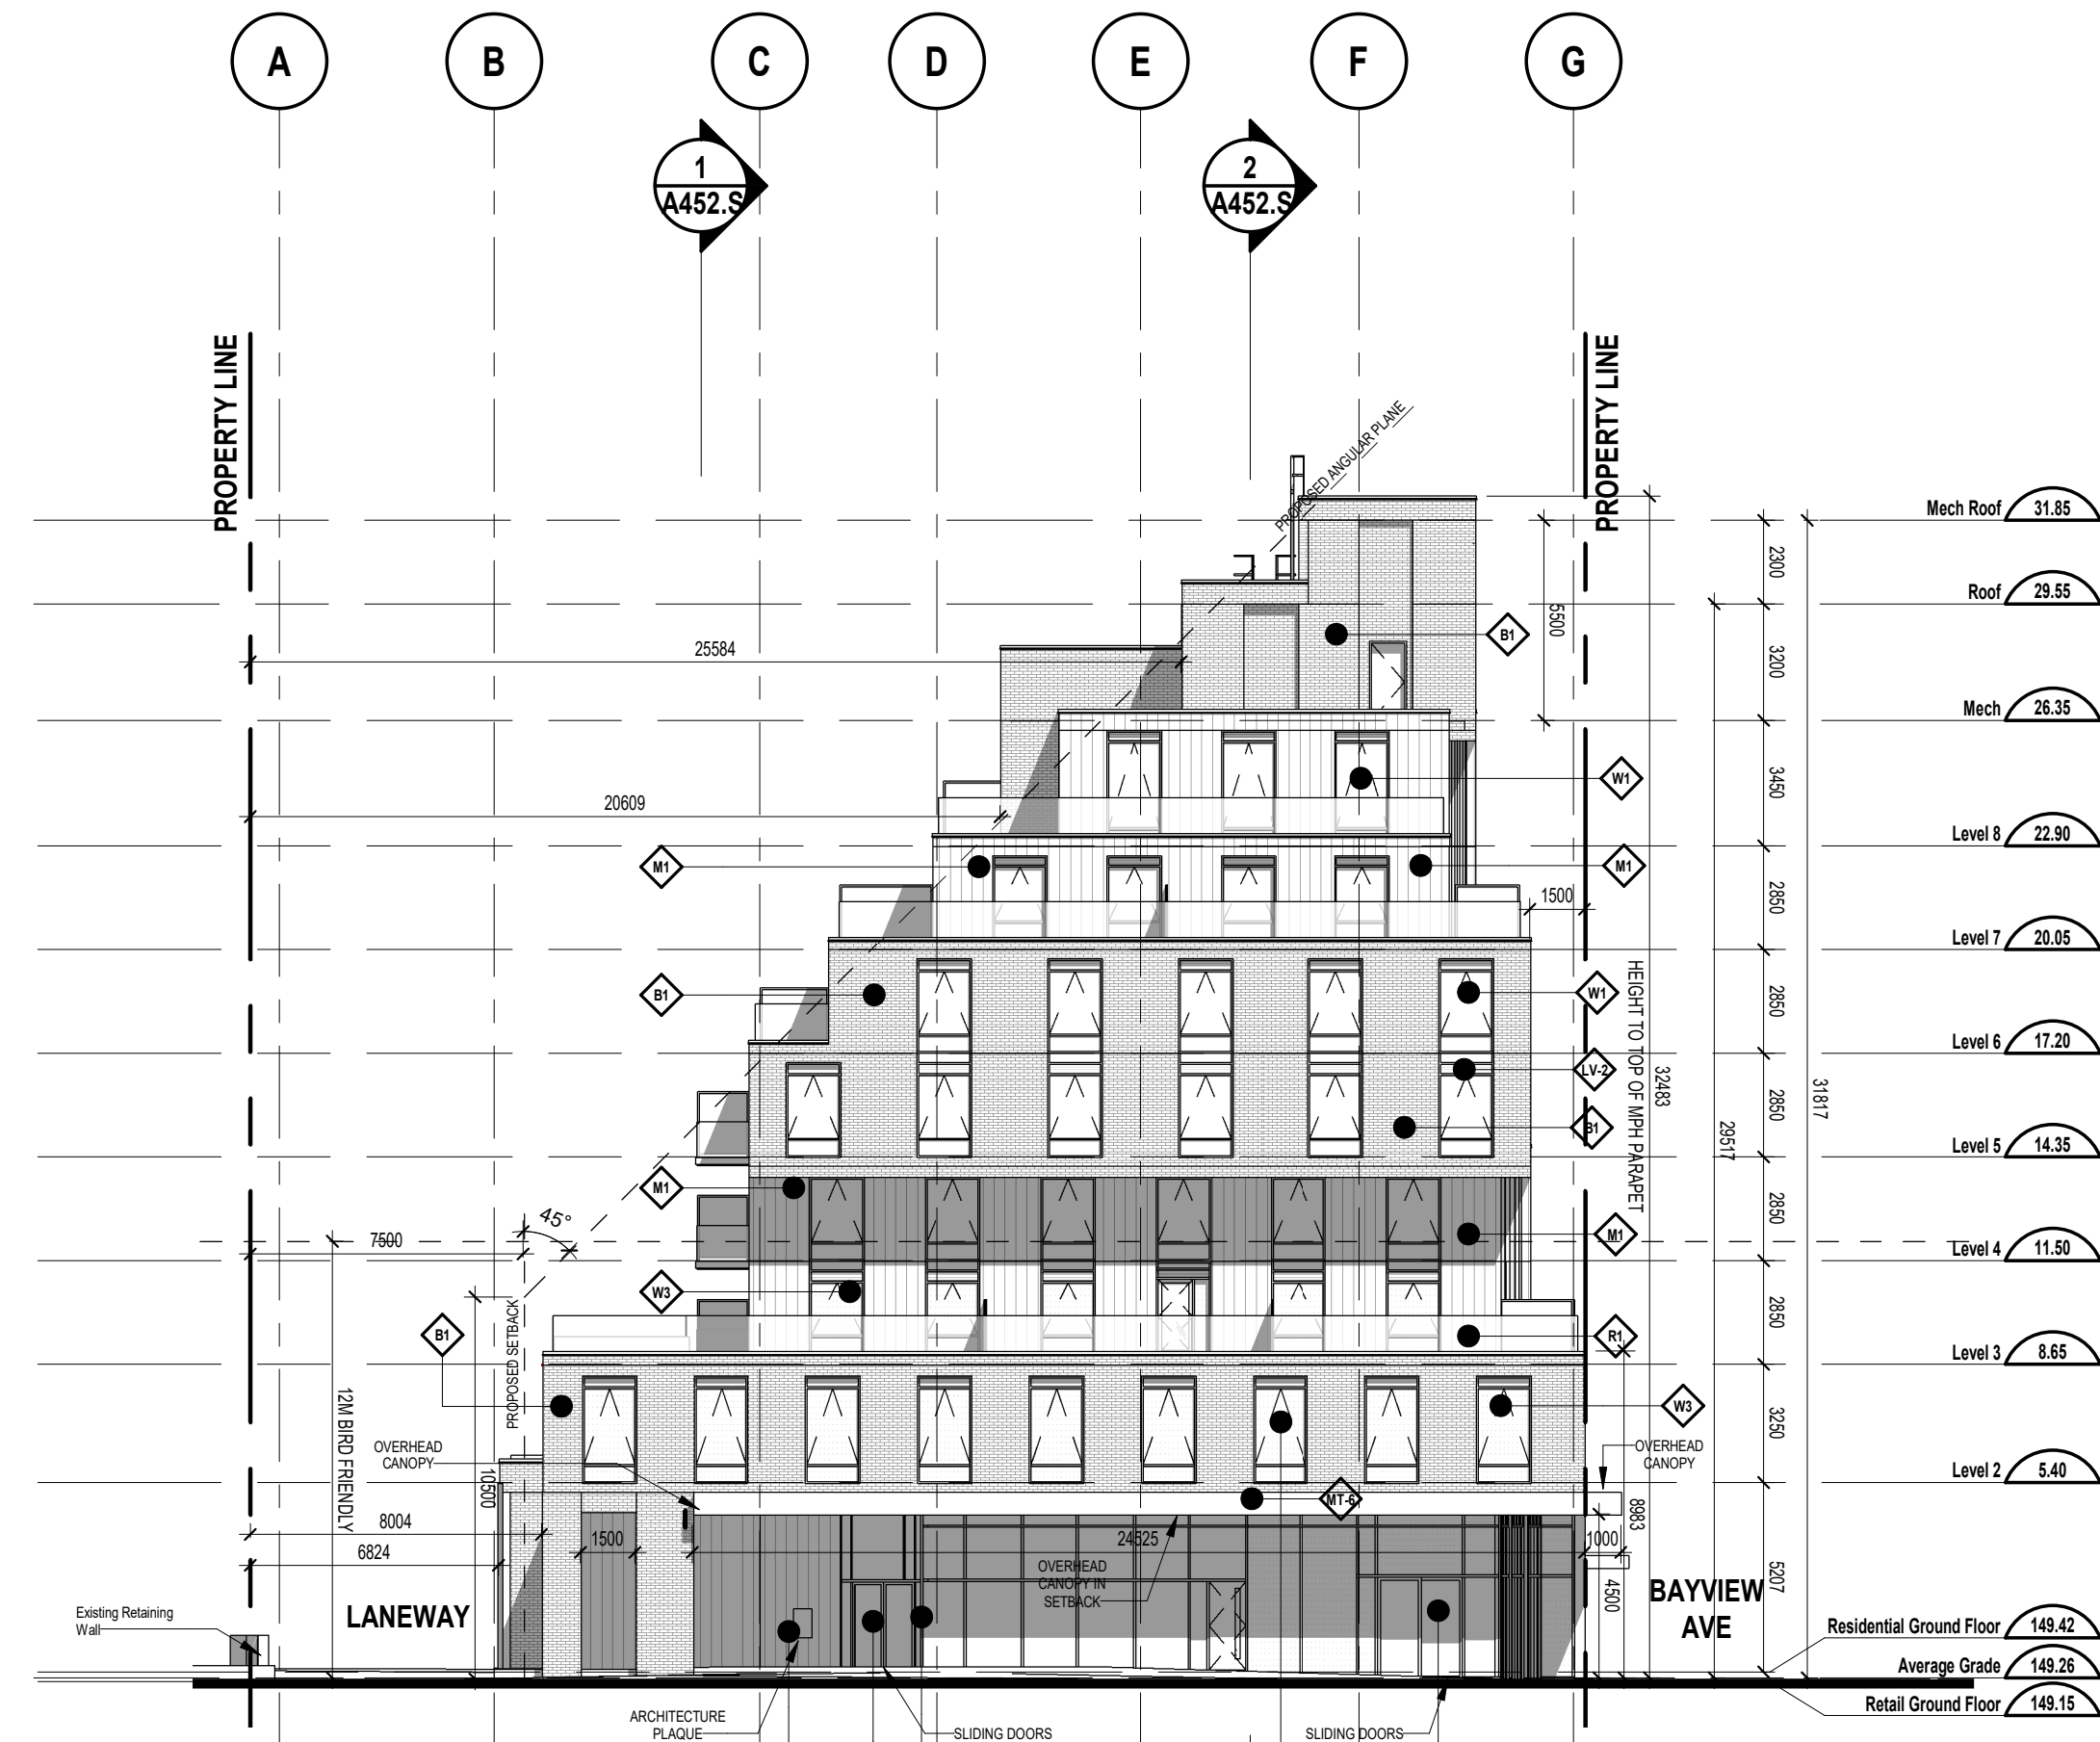 A
B
C
D
E
F
G
1
A452.S
2
A452.S
PROPERTY LINE
PROPERTY LINE
PROPOSED ANGULAR PLANE
Mech Roof 31.85
2300
Roof 29.55
5500
B1
3200
25584
Mech 26.35
W1
3450
20609
Level 8 22.90
M1
M1
1500
2850
Level 7 20.05
B1
W1
2850
HEIGHT TO TOP OF MPH PARAPET
Level 6 17.20
LV-2
32483
2850
31817
B1
29517
Level 5 14.35
M1
45°
7500
M1
2850
Level 4 11.50
W3
PROPOSED SETBACK
B1
R1
2850
Level 3 8.65
12M BIRD FRIENDLY
W3
3250
OVERHEAD
CANOPY
OVERHEAD
CANOPY
Level 2 5.40
10500
MT-6
8983
8004
6824
1500
24525
1000
OVERHEAD
CANOPY IN
SETBACK
4500
5207
LANEWAY
BAYVIEW
AVE
Existing Retaining
Wall
Residential Ground Floor 149.42
Average Grade 149.26
Retail Ground Floor 149.15
ARCHITECTURE
PLAQUE
SLIDING DOORS
SLIDING DOORS